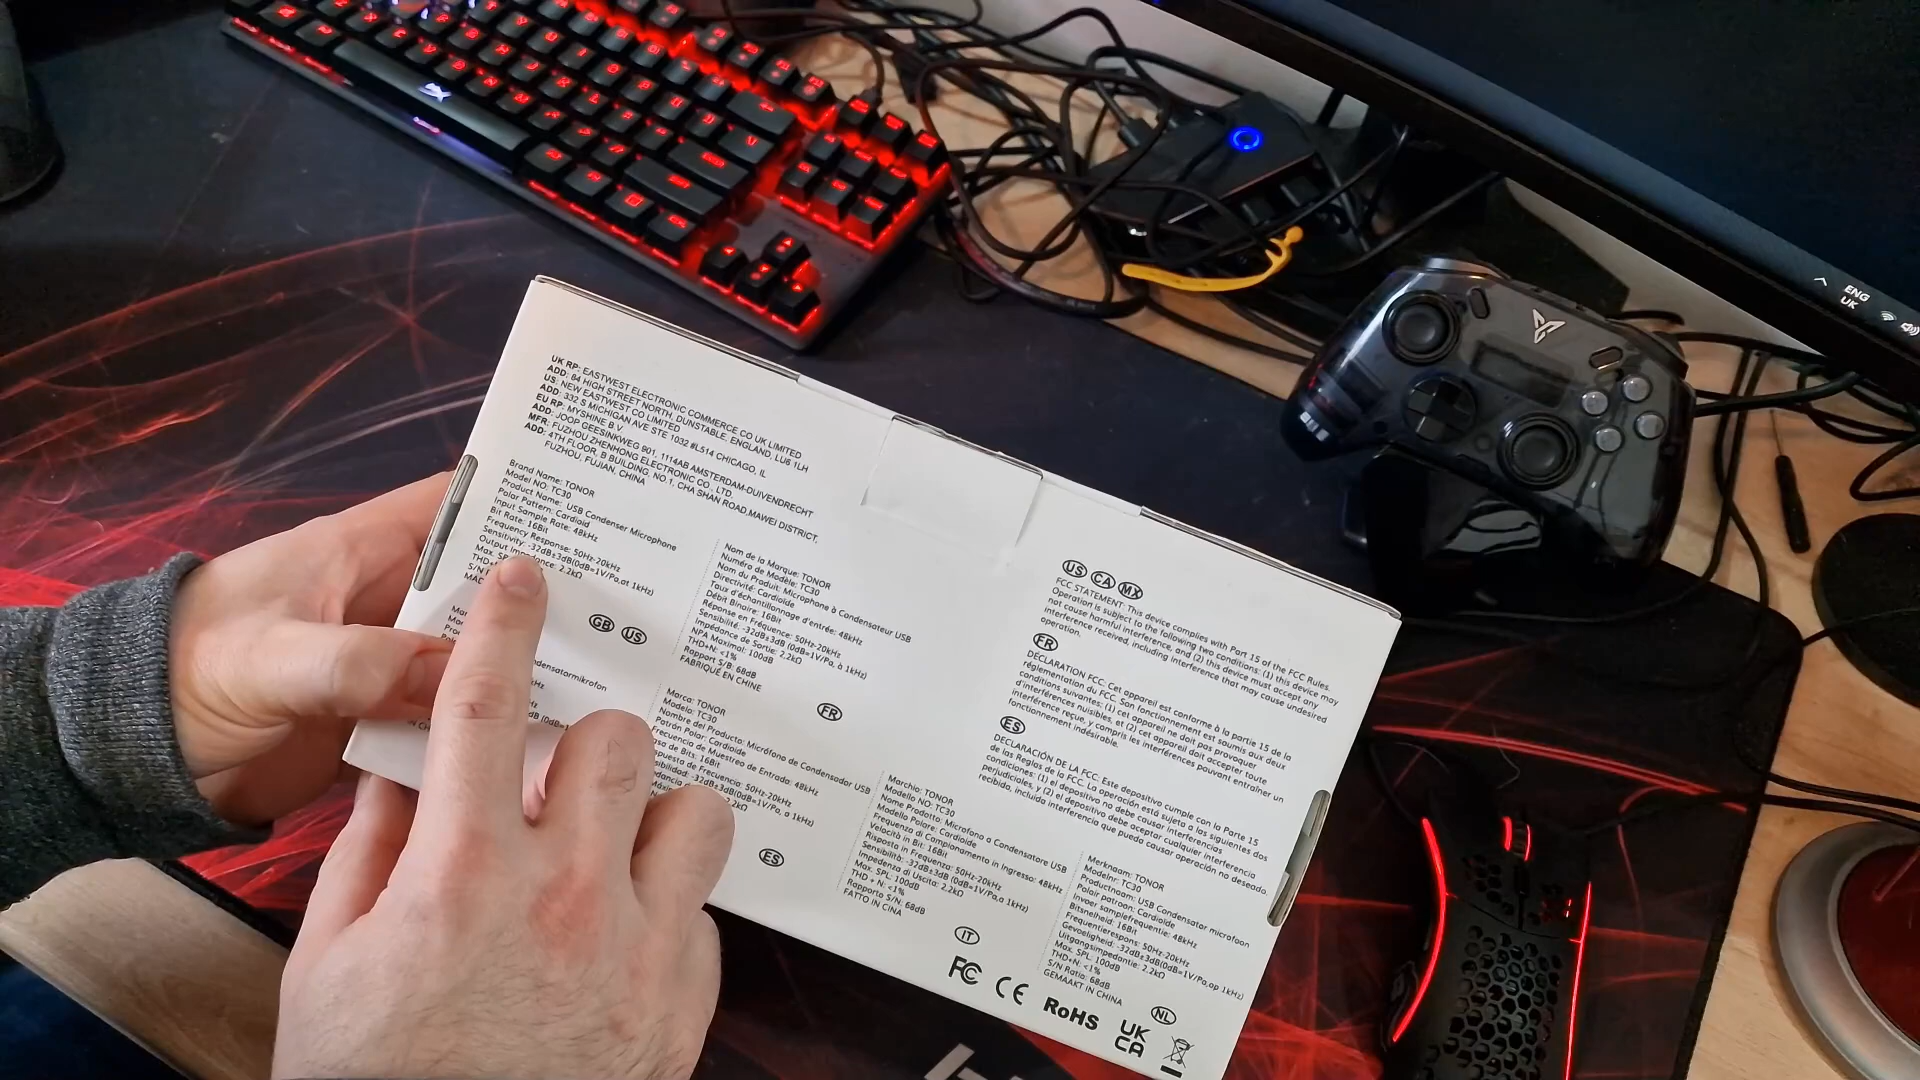 ENG
UK
UK RP: EASTWEST ELECTRONIC COMMERCE CO UK LIMITED
ADD: 84 HIGH STREET NORTH, DUNSTABLE, ENGLAND, LU6 1LH
US: NEW EASTWEST CO LIMITED
ADD: 332 S MICHIGAN AVE STE 1032 #L514 CHICAGO, IL
EU RP: MYSHINE B.V
ADD: JOOP GEESINKWEG 901, 1114AB AMSTERDAM-DUIVENDRECHT
MFR: FUZHOU ZHENHONG ELECTRONIC CO., LTD.
ADD: 4TH FLOOR, B BUILDING, NO.1, CHA SHAN ROAD,MAWEI DISTRICT,
FUZHOU, FUJIAN, CHINA
Brand Name: TONOR
Model NO: TC30
Product Name: USB Condenser Microphone
Polar Pattern: Cardioid
Input Sample Rate: 48kHz
Bit Rate: 16Bit
Frequency Response: 50Hz-20kHz
Sensitivity: -32dB±3dB(0dB=1V/Pa,at 1kHz)
Output Impedance: 2.2kΩ
Max.
S/N
GB US
Nom de la Marque: TONOR
Numéro de Modèle: TC30
Nom du Produit: Microphone à Condensateur USB
Directivité: Cardioïde
Taux d'échantillonnage d'entrée: 48kHz
Débit Binaire: 16Bit
Réponse en Fréquence: 50Hz-20kHz
Sensibilité: -32dB±3dB (0dB=1V/Pa, à 1kHz)
Impédance de Sortie: 2.2kΩ
NPA Maximal: 100dB
THD+N: <1%
Rapport S/B: 68dB
FABRIQUÉ EN CHINE
FR
Marca: TONOR
Modelo: TC30
Nombre del Producto: Micrófono de Condensador USB
Patrón Polar: Cardioide
Frecuencia de Muestreo de Entrada: 48kHz
de Bits: 16Bit
de Frecuencia: 50Hz-20kHz
-32dB±3dB(0dB=1V/Pa, a 1kHz)
2.2kΩ
ES
Marchio: TONOR
Modello NO: TC30
Nome Prodotto: Microfono a Condensatore USB
Modello Polare: Cardioide
Frequenza di Campionamento in Ingresso: 48kHz
Velocità in Bit: 16Bit
Risposta in Frequenza: 50Hz-20kHz
Sensibilità: -32dB±3dB (0dB=1V/Pa,a 1kHz)
Impedenza di Uscita: 2.2kΩ
Max. SPL: 100dB
THD + N: <1%
Rapporto S/N: 68dB
FATTO IN CINA
IT
Merknaam: TONOR
Modelnr: TC30
Productnaam: USB Condensator microfoon
Polair patroon: Cardioïde
Invoer samplefrequentie: 48kHz
Bitsnelheid: 16Bit
Frequentierespons: 50Hz-20kHz
Gevoeligheid: -32dB±3dB(0dB=1V/Pa,op 1kHz)
Uitgangsimpedantie: 2.2kΩ
Max. SPL: 100dB
THD+N: <1%
S/N Ratio: 68dB
GEMAAKT IN CHINA
NL
US CA MX
FCC STATEMENT: This device complies with Part 15 of the FCC Rules.
Operation is subject to the following two conditions: (1) this device may
not cause harmful interference, and (2) this device must accept any
interference received, including interference that may cause undesired
operation.
FR
DÉCLARATION FCC: Cet appareil est conforme à la partie 15 de la
réglementation du FCC. Son fonctionnement est soumis aux deux
conditions suivantes: (1) cet appareil ne doit pas provoquer
d'interférences nuisibles, et (2) cet appareil doit accepter toute
interférence reçue, y compris les interférences pouvant entraîner un
fonctionnement indésirable.
ES
DECLARACIÓN DE LA FCC: Este dispositivo cumple con la Parte 15
de las Reglas de la FCC. La operación está sujeta a las siguientes dos
condiciones: (1) este dispositivo no debe causar interferencias
perjudiciales, y (2) el dispositivo debe aceptar cualquier interferencia
recibida, incluida interferencia que pueda causar operación no deseado.
FC CE RoHS UK
CA